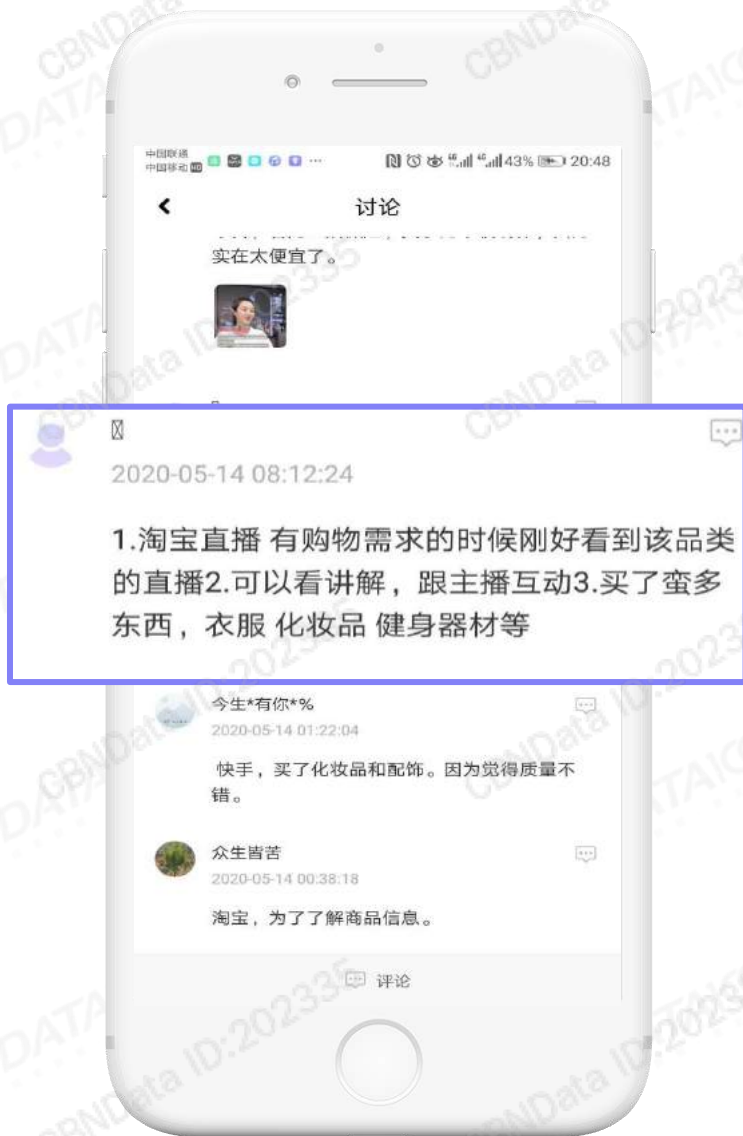 中国联通
中国移动 HD
43% 20:48
讨论
实在太便宜了。
2020-05-14 08:12:24
1.淘宝直播 有购物需求的时候刚好看到该品类
的直播2.可以看讲解，跟主播互动3.买了蛮多
东西，衣服 化妆品 健身器材等
今生*有你*%
2020-05-14 01:22:04
快手，买了化妆品和配饰。因为觉得质量不
错。
众生皆苦
2020-05-14 00:38:18
淘宝，为了了解商品信息。
评论
CBNData ID:202335